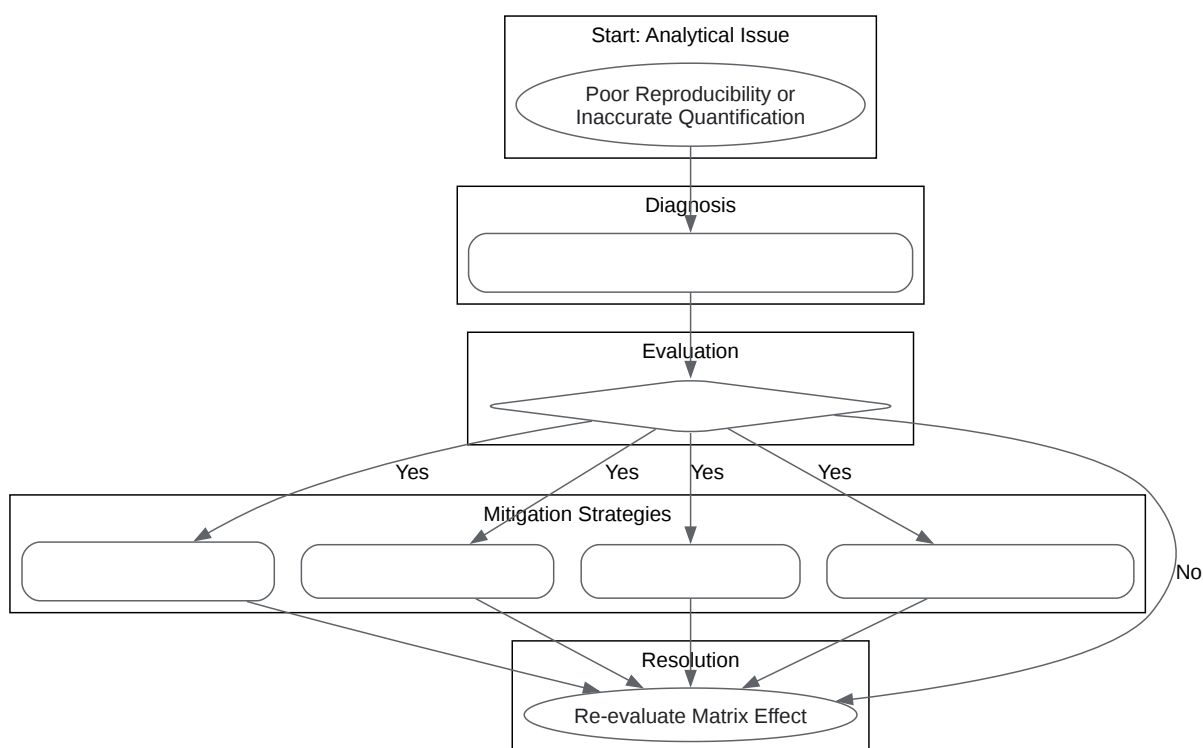 Start: Analytical Issue
Poor Reproducibility or
Inaccurate Quantification
Diagnosis
Evaluation
Yes
Yes
Yes
Yes
Mitigation Strategies
No
Resolution
Re-evaluate Matrix Effect